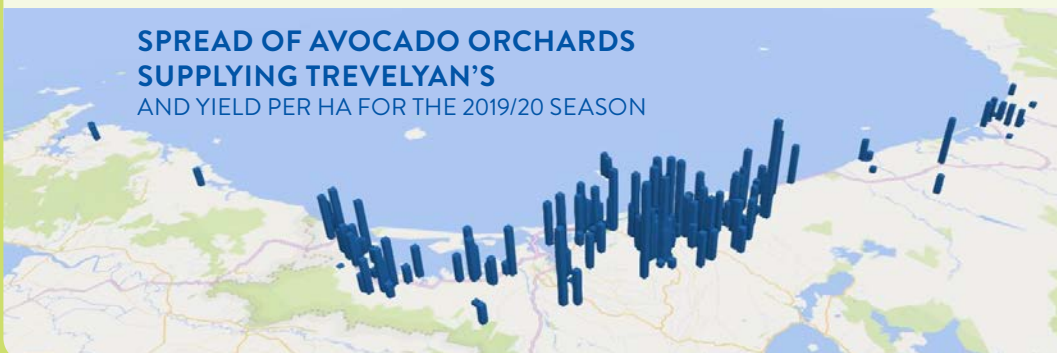 SPREAD OF AVOCADO ORCHARDS
SUPPLYING TREVELYAN’S
AND YIELD PER HA FOR THE 2019/20 SEASON